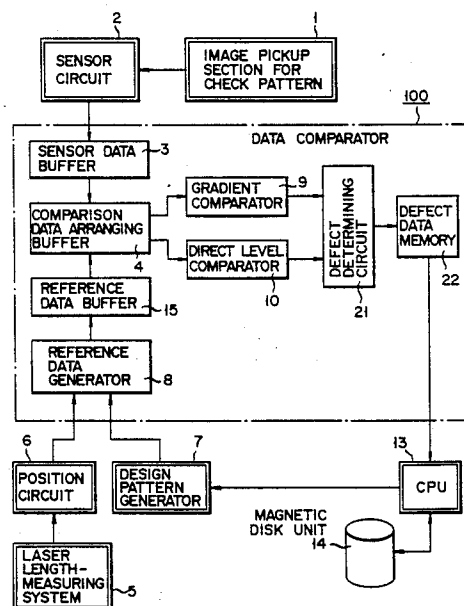 2
1
SENSOR
CIRCUIT
IMAGE PICKUP
SECTION FOR
CHECK PATTERN
100
DATA COMPARATOR
SENSOR DATA
BUFFER
3
9
GRADIENT
COMPARATOR
COMPARISON
DATA ARRANGING
BUFFER
4
DIRECT LEVEL
COMPARATOR
10
DEFECT
DETERMINING
CIRCUIT
21
DEFECT
DATA
MEMORY
22
REFERENCE
DATA BUFFER
15
REFERENCE
DATA
GENERATOR
8
6
POSITION
CIRCUIT
7
DESIGN
PATTERN
GENERATOR
13
CPU
MAGNETIC
DISK UNIT
14
LASER
LENGTH-
MEASURING
SYSTEM
5